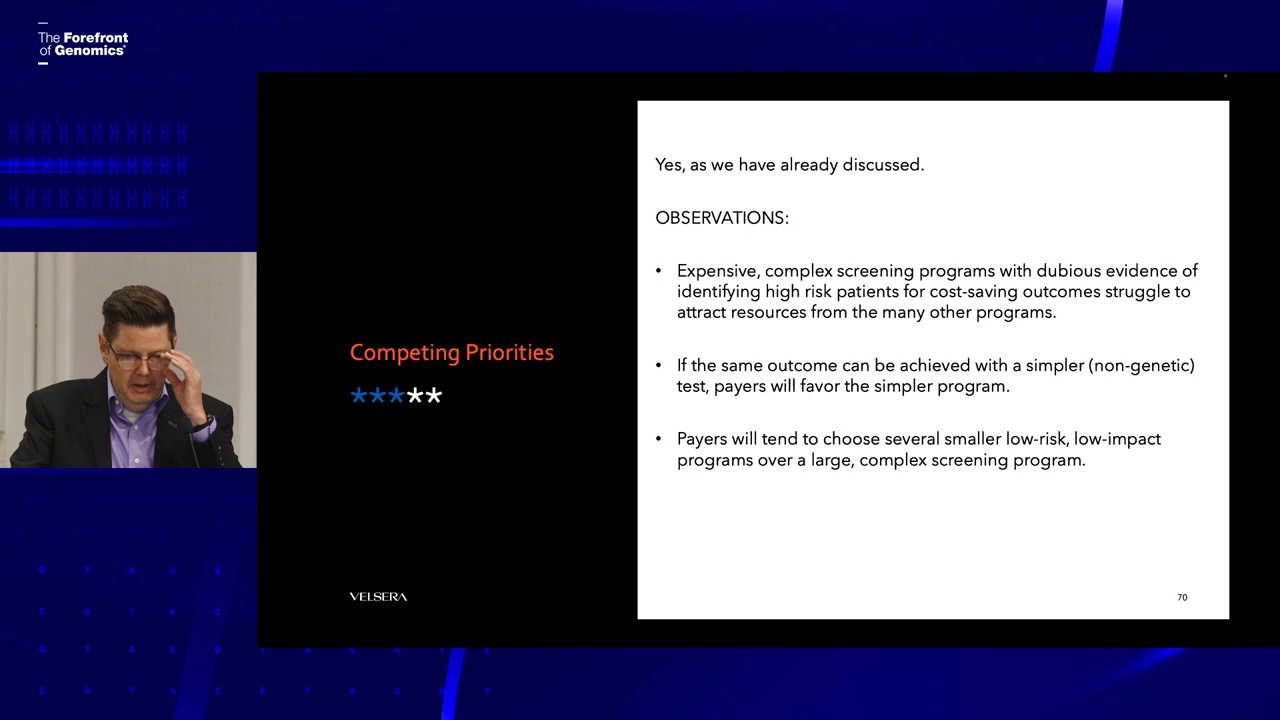 The Forefront
of Genomics®
Competing Priorities
*****
VELSERA
Yes, as we have already discussed.
OBSERVATIONS:
• Expensive, complex screening programs with dubious evidence of
identifying high risk patients for cost-saving outcomes struggle to
attract resources from the many other programs.
• If the same outcome can be achieved with a simpler (non-genetic)
test, payers will favor the simpler program.
• Payers will tend to choose several smaller low-risk, low-impact
programs over a large, complex screening program.
70